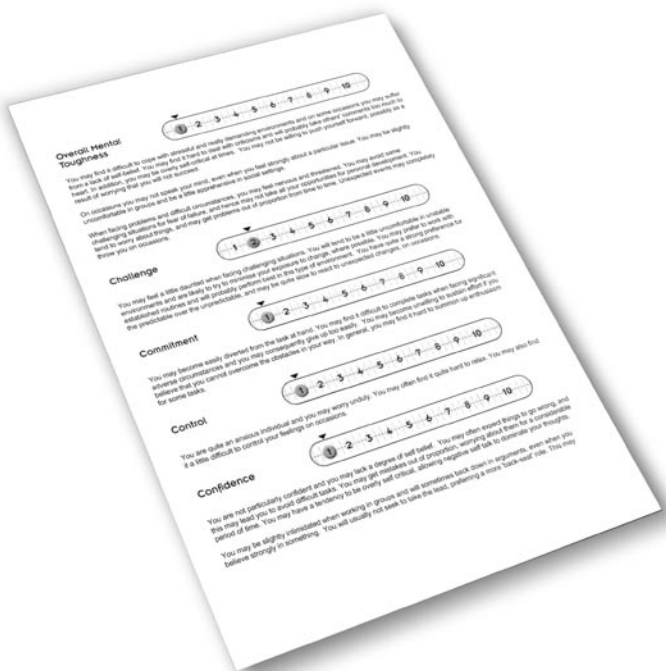 1 2 3 4 5 6 7 8 9 10
Overall Mental
Toughness
You may find it difficult to cope with stressful and really demanding environments and on some occasions you may suffer
from a lack of self-belief. You may find it hard to deal with criticisms and will probably take others' comments too much to
heart. In addition, you may be overly self-critical at times. You may not be willing to push yourself forward, possibly as a
result of worrying that you will not succeed.
On occasions you may not speak your mind, even when you feel strongly about a particular issue. You may be slightly
uncomfortable in groups and be a little apprehensive in social settings.
When facing problems and difficult circumstances, you may feel nervous and threatened. You may avoid some
challenging situations for fear of failure, and hence may not take all your opportunities for personal development. You
tend to worry about things, and may get problems out of proportion from time to time. Unexpected events may completely
throw you on occasions.
1 2 3 4 5 6 7 8 9 10
Challenge
You may feel a little daunted when facing challenging situations. You will tend to be a little uncomfortable in unstable
environments and are likely to try to minimise your exposure to change, where possible. You may prefer to work with
established routines and will probably perform best in this type of environment. You have quite a strong preference for
the predictable over the unpredictable, and may be quite slow to react to unexpected changes, on occasions.
1 2 3 4 5 6 7 8 9 10
Commitment
You may become easily diverted from the task at hand. You may find it difficult to complete tasks when facing significant
adverse circumstances and you may consequently give up too easily. You may become unwilling to sustain effort if you
believe that you cannot overcome the obstacles in your way. In general, you may find it hard to summon up enthusiasm
for some tasks.
1 2 3 4 5 6 7 8 9 10
Control
You are quite an anxious individual and you may worry unduly. You may often find it quite hard to relax. You may also find
it a little difficult to control your feelings on occasions.
1 2 3 4 5 6 7 8 9 10
Confidence
You are not particularly confident and you may lack a degree of self belief. You may often expect things to go wrong, and
this may lead you to avoid difficult tasks. You may get mistakes out of proportion, worrying about them for a considerable
period of time. You may have a tendency to be overly self critical, allowing negative self talk to dominate your thoughts.
You may be slightly intimidated when working in groups and will sometimes back down in arguments, even when you
believe strongly in something. You will usually not seek to take the lead, preferring a more 'back-seat' role. This may